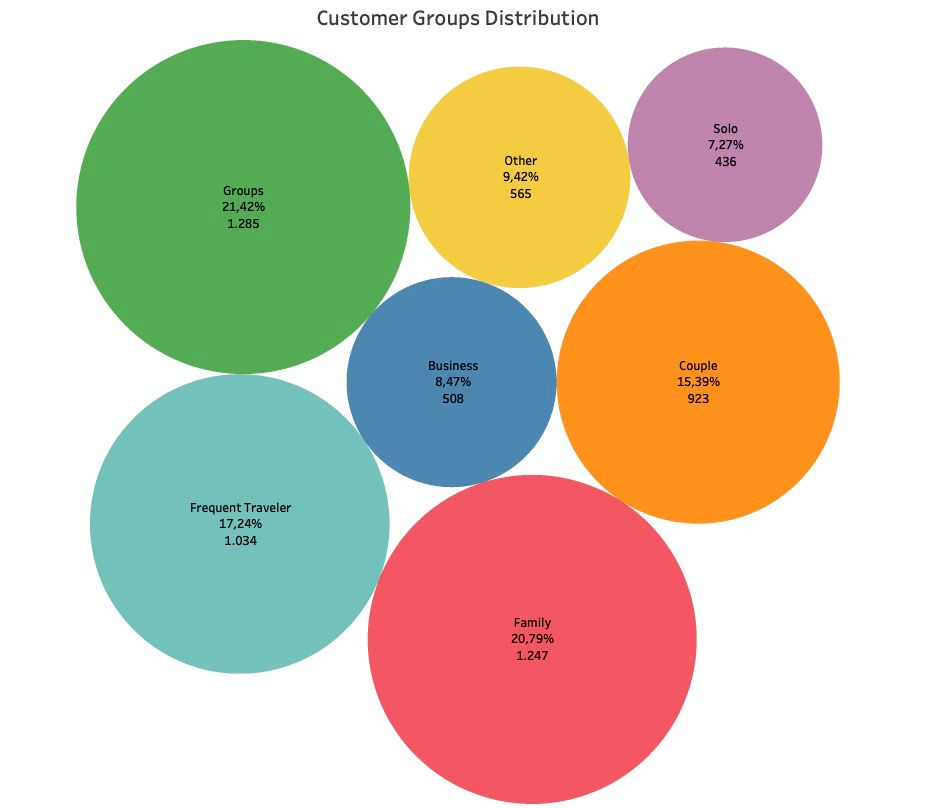 Customer Groups Distribution
Groups
21,42%
1.285
Other
9,42%
565
Solo
7,27%
436
Business
8,47%
508
Couple
15,39%
923
Frequent Traveler
17,24%
1.034
Family
20,79%
1.247